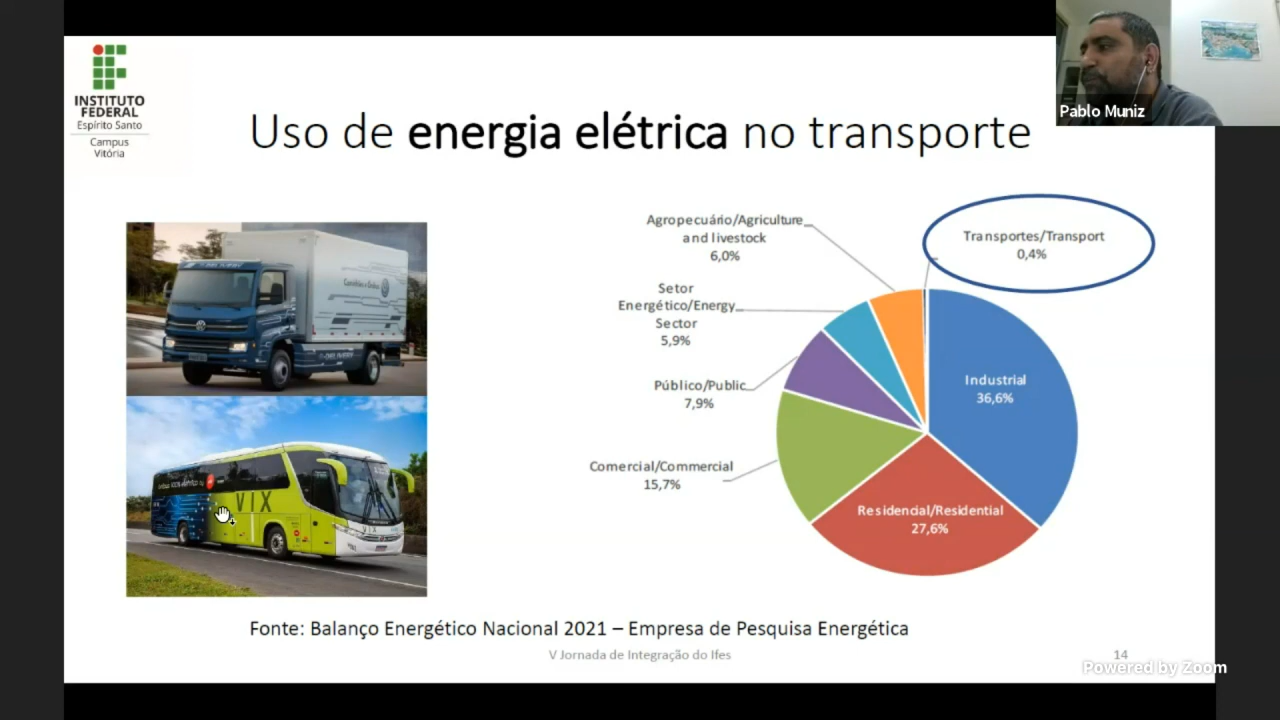 INSTITUTO
FEDERAL
Espírito Santo
Campus
Vitória
Pablo Muniz
Uso de energia elétrica no transporte
Agropecuário/Agriculture
and livestock
6,0%
Transportes/Transport
0,4%
Setor
Energético/Energy
Sector
5,9%
Público/Public
7,9%
Industrial
36,6%
Comercial/Commercial
15,7%
Residencial/Residential
27,6%
VIX
Fonte: Balanço Energético Nacional 2021 – Empresa de Pesquisa Energética
V Jornada de Integração do Ifes
14
Powered by Zoom